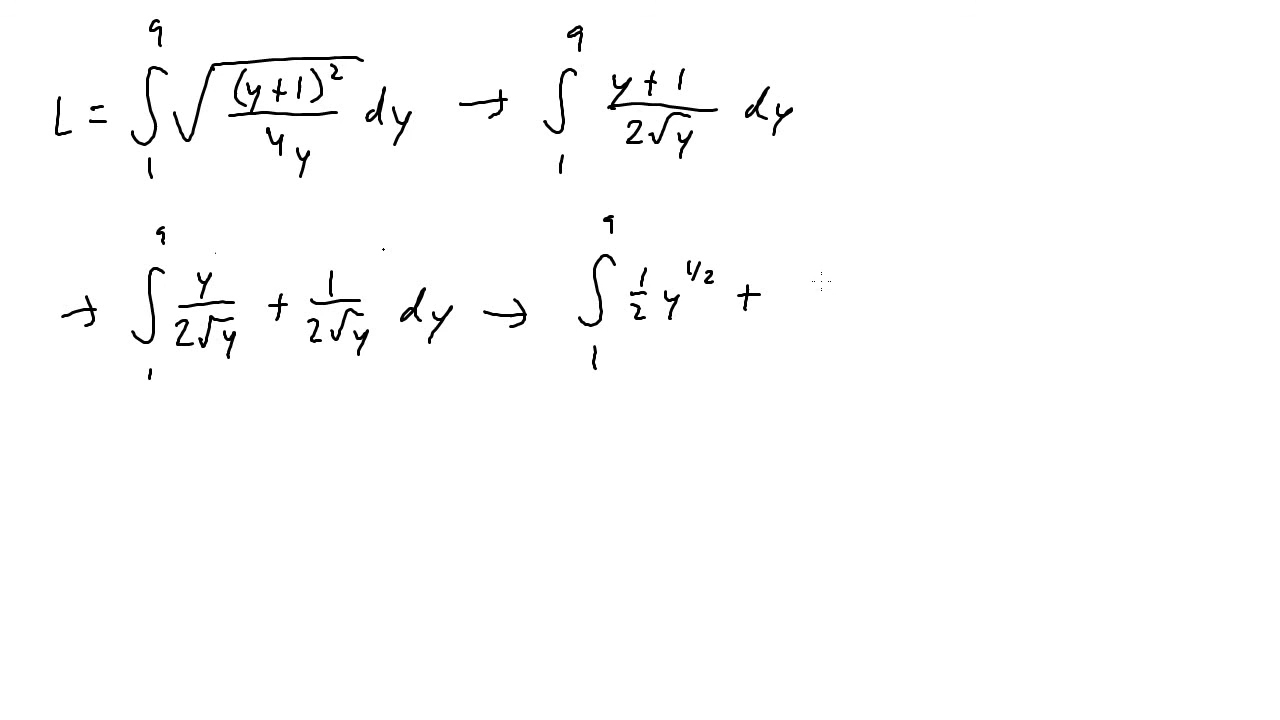 L = ∫₁⁹ √((y+1)²/4y) dy → ∫₁⁹ (y+1)/(2√y) dy
→ ∫₁⁹ y/(2√y) + 1/(2√y) dy → ∫₁⁹ 1/2 y^(1/2) +